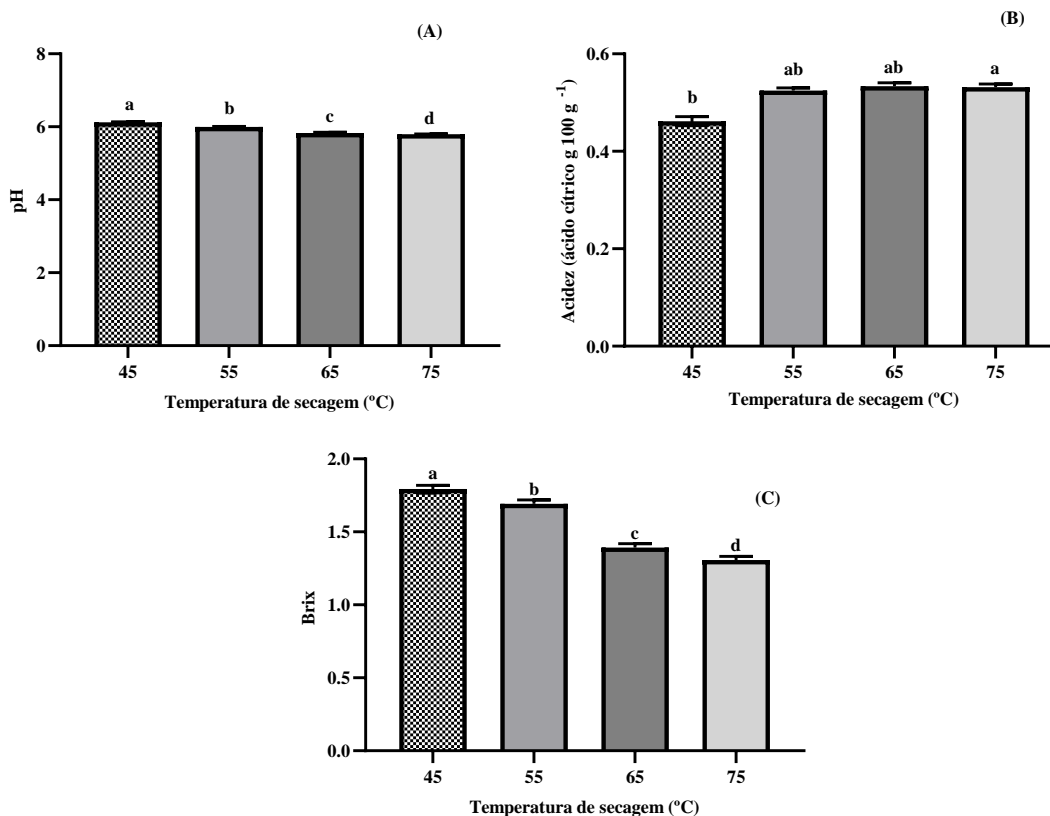 (A)
8
6
4
2
0
pH
a
b
c
d
45
55
65
75
Temperatura de secagem (ºC)
(B)
0.6
0.4
0.2
0.0
Acidez (ácido cítrico g 100 g -1)
b
ab
ab
a
45
55
65
75
Temperatura de secagem (ºC)
(C)
2.0
1.5
1.0
0.5
0.0
Brix
a
b
c
d
45
55
65
75
Temperatura de secagem (ºC)